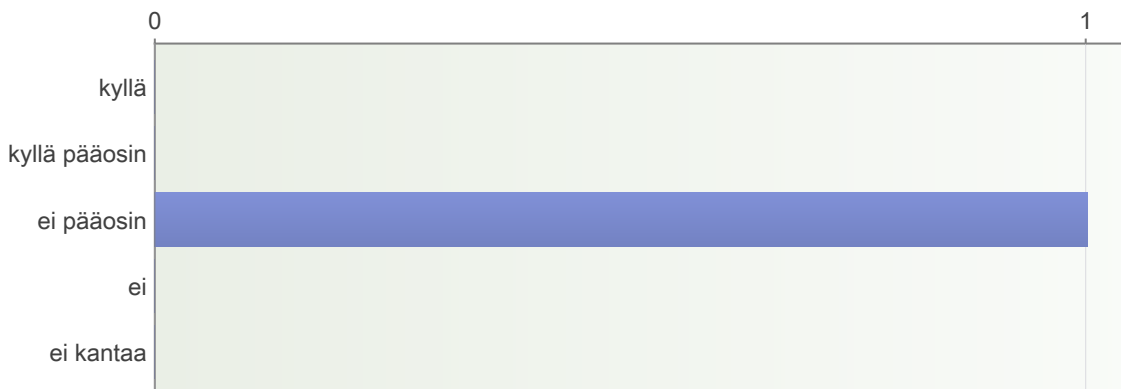 0 1
kyllä
kyllä pääosin
ei pääosin
ei
ei kantaa